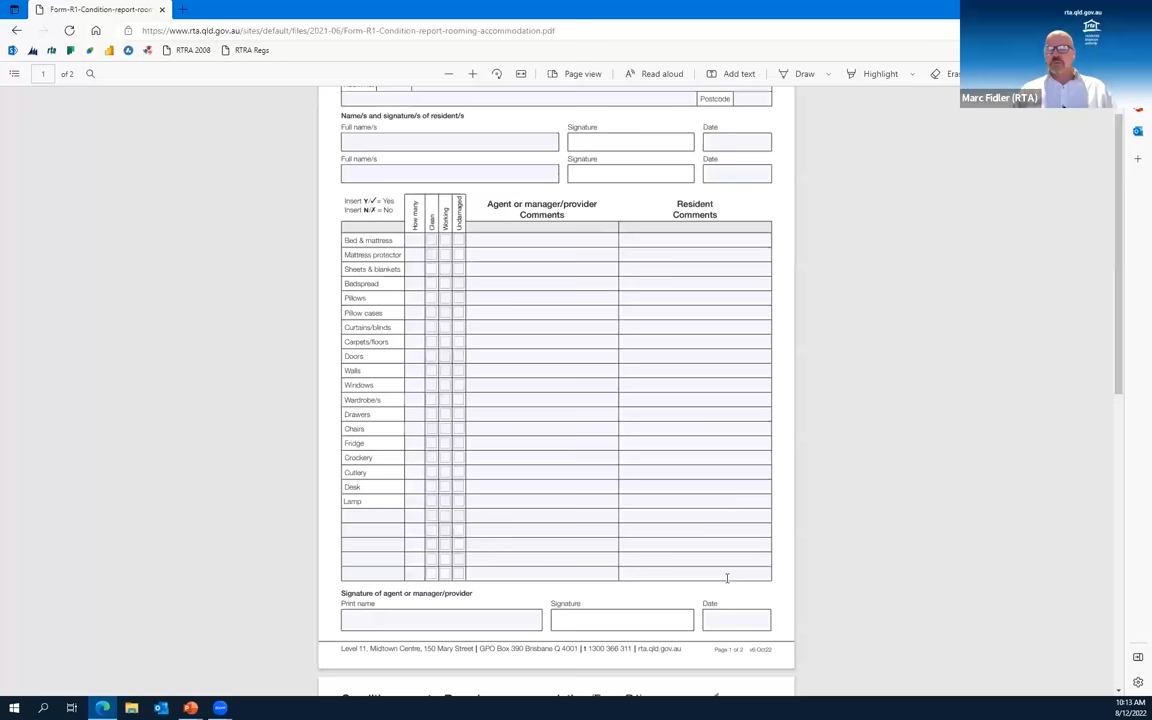 Form-R1-Condition-report-room
https://www.rta.qld.gov.au/sites/default/files/2021-06/Form-R1-Condition-report-rooming-accommodation.pdf
RTRA 2008
RTRA Regs
1 of 2
Page view
Read aloud
Add text
Draw
Highlight
rta.qld.gov.au
rta
Marc Fidler (RTA)
Postcode
Name/s and signature/s of resident/s
Full name/s Signature Date
Full name/s Signature Date
Insert Y/✓= Yes
Insert N/✗ = No
How many
Clean
Working
Undamaged
Agent or manager/provider
Comments
Resident
Comments
Bed & mattress
Mattress protector
Sheets & blankets
Bedspread
Pillows
Pillow cases
Curtains/blinds
Carpets/floors
Doors
Walls
Windows
Wardrobe/s
Drawers
Chairs
Fridge
Crockery
Cutlery
Desk
Lamp
Signature of agent or manager/provider
Print name Signature Date
Level 11, Midtown Centre, 150 Mary Street | GPO Box 390 Brisbane Q 4001 | t 1300 366 311 | rta.qld.gov.au
Page 1 of 2 v6 Oct22
10:13 AM
8/12/2022